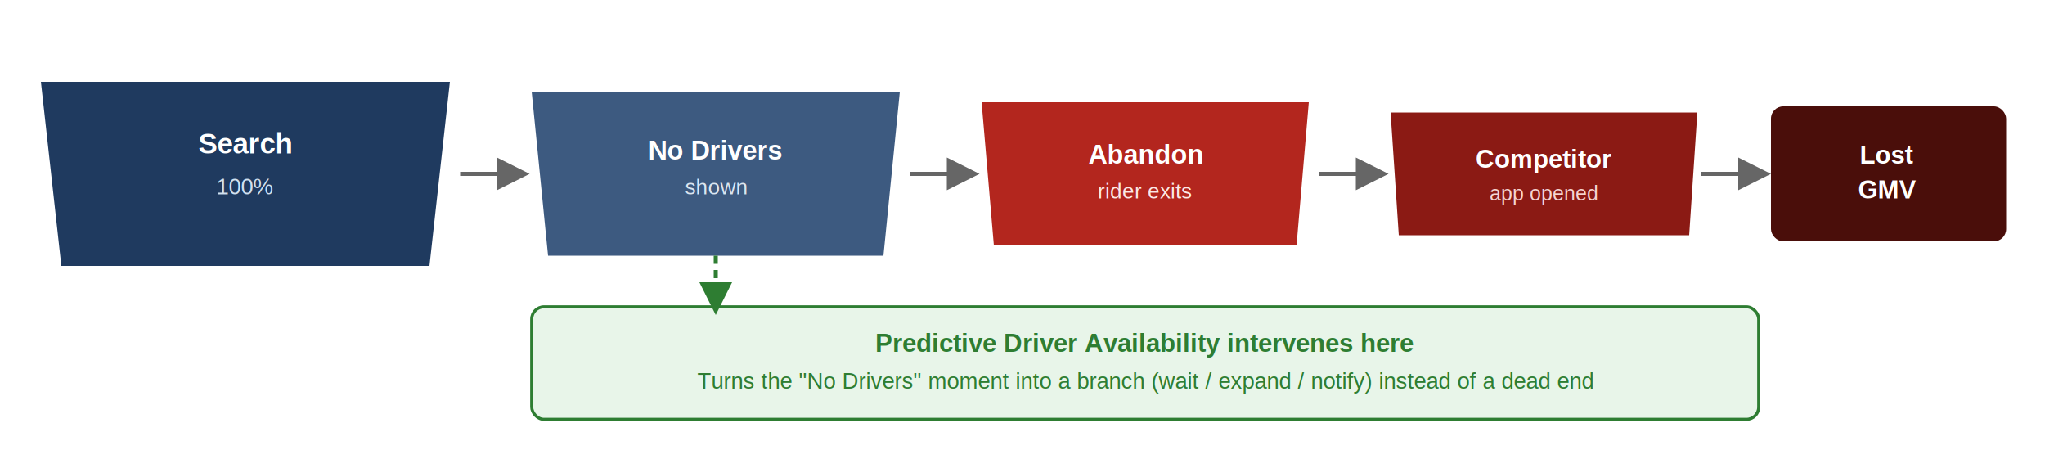 Search
100%
No Drivers
shown
Abandon
rider exits
Competitor
app opened
Lost
GMV
Predictive Driver Availability intervenes here
Turns the "No Drivers" moment into a branch (wait / expand / notify) instead of a dead end